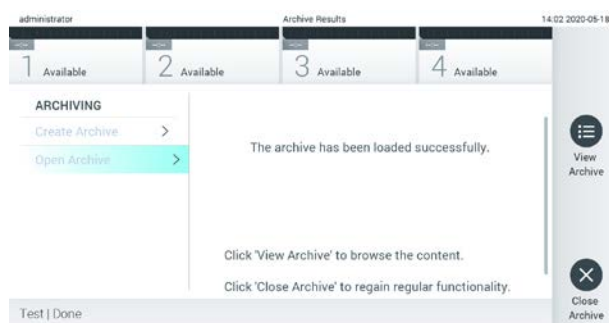 administrator Archive Results 14:02 2020-05-18
1 Available 2 Available 3 Available 4 Available
ARCHIVING
Create Archive
Open Archive
The archive has been loaded successfully.
View
Archive
Click 'View Archive' to browse the content.
Click 'Close Archive' to regain regular functionality.
Close
Archive
Test | Done